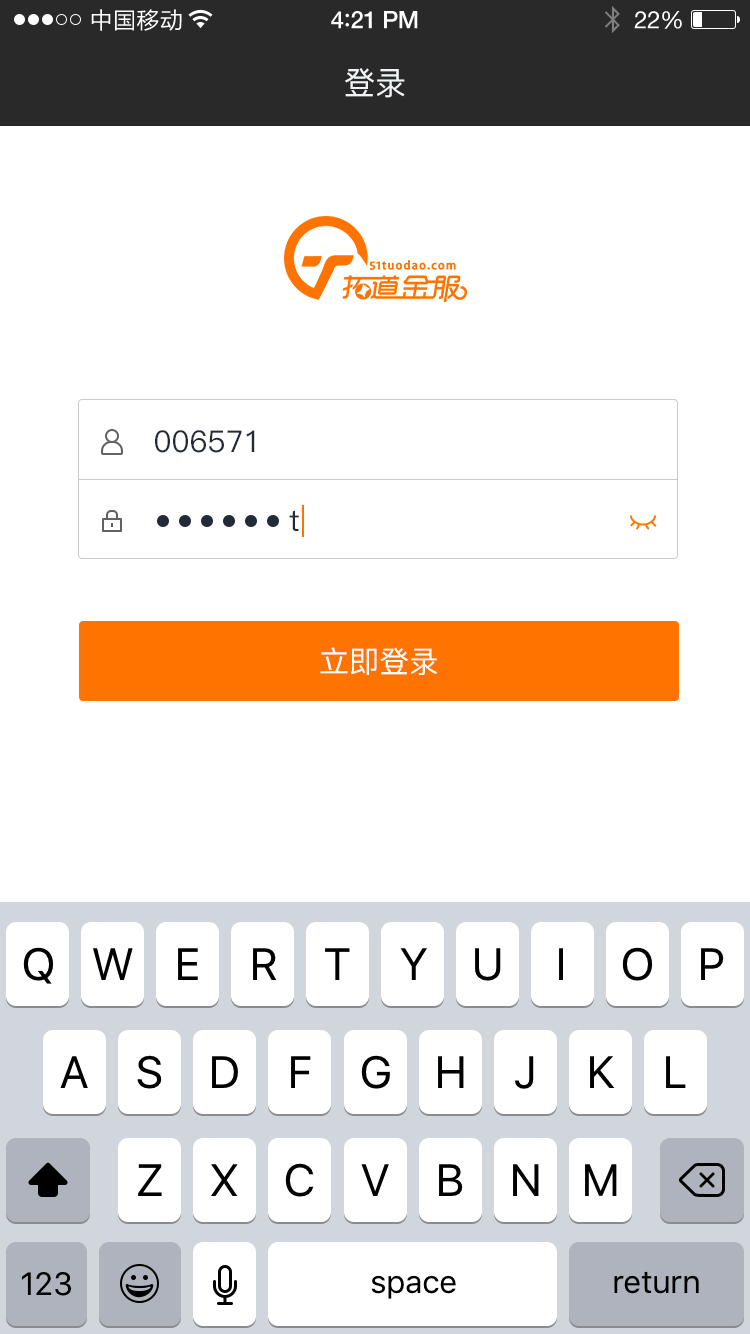 中国移动 4:21 PM 22%
登录
51tuodao.com
拓道金服
006571
••••••t
立即登录
Q W E R T Y U I O P
A S D F G H J K L
Z X C V B N M
123 space return